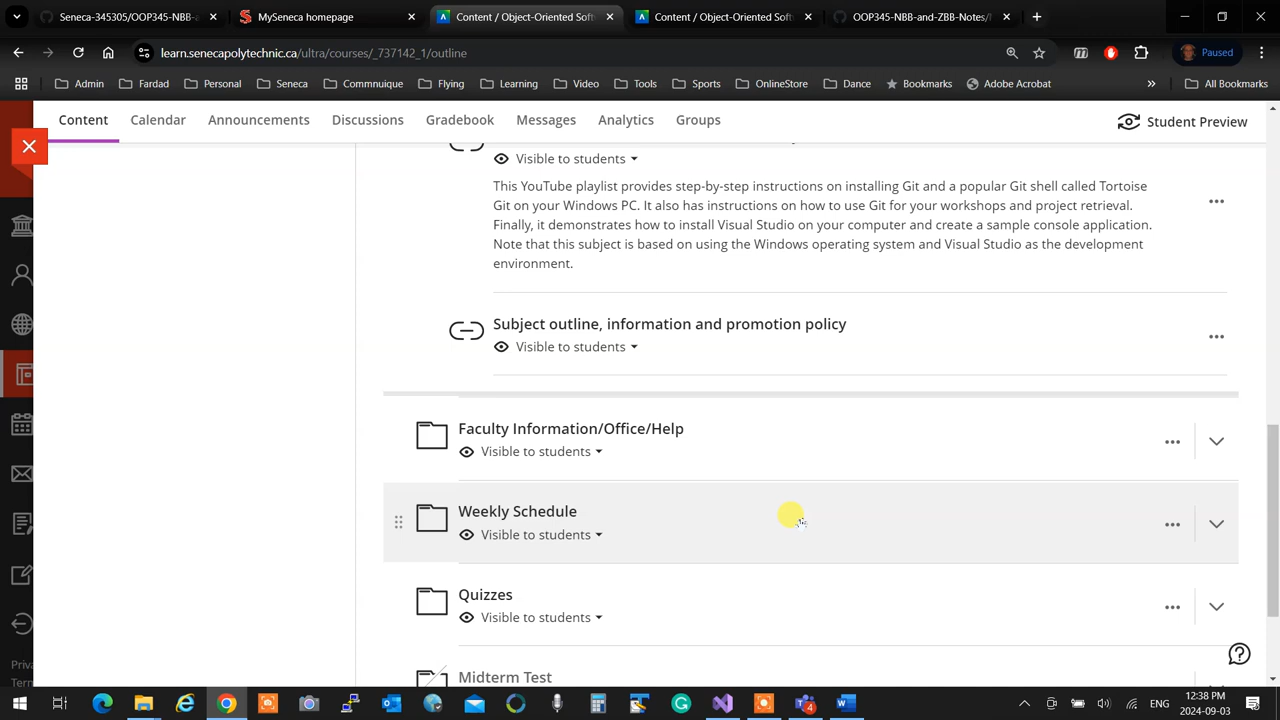 Seneca-345305/OOP345-NBB-a
MySeneca homepage
Content / Object-Oriented Soft
Content / Object-Oriented Soft
OOP345-NBB-and-ZBB-Notes/
learn.senecapolytechnic.ca/ultra/courses/_737142_1/outline
Paused
Admin
Fardad
Personal
Seneca
Commnuique
Flying
Learning
Video
Tools
Sports
OnlineStore
Dance
Bookmarks
Adobe Acrobat
All Bookmarks
Content
Calendar
Announcements
Discussions
Gradebook
Messages
Analytics
Groups
Student Preview
Visible to students
This YouTube playlist provides step-by-step instructions on installing Git and a popular Git shell called Tortoise
Git on your Windows PC. It also has instructions on how to use Git for your workshops and project retrieval.
Finally, it demonstrates how to install Visual Studio on your computer and create a sample console application.
Note that this subject is based on using the Windows operating system and Visual Studio as the development
environment.
Subject outline, information and promotion policy
Visible to students
Faculty Information/Office/Help
Visible to students
Weekly Schedule
Visible to students
Quizzes
Visible to students
Midterm Test
Priva
Term
ENG
12:38 PM
2024-09-03